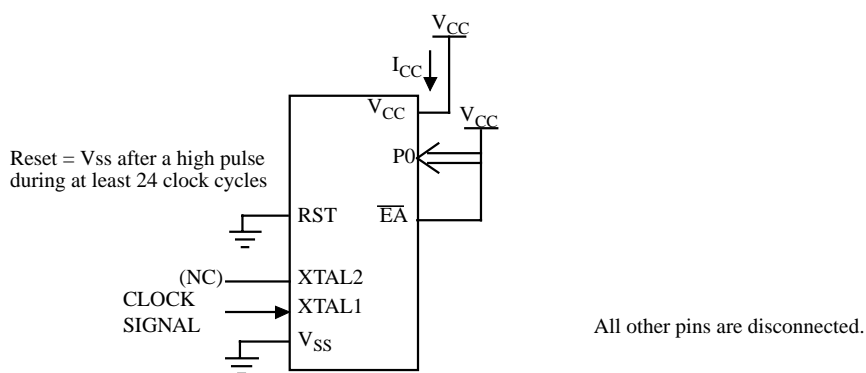 VCC
ICC
VCC
VCC
P0
Reset = Vss after a high pulse
during at least 24 clock cycles
RST
EA
(NC)
XTAL2
CLOCK
SIGNAL
XTAL1
VSS
All other pins are disconnected.